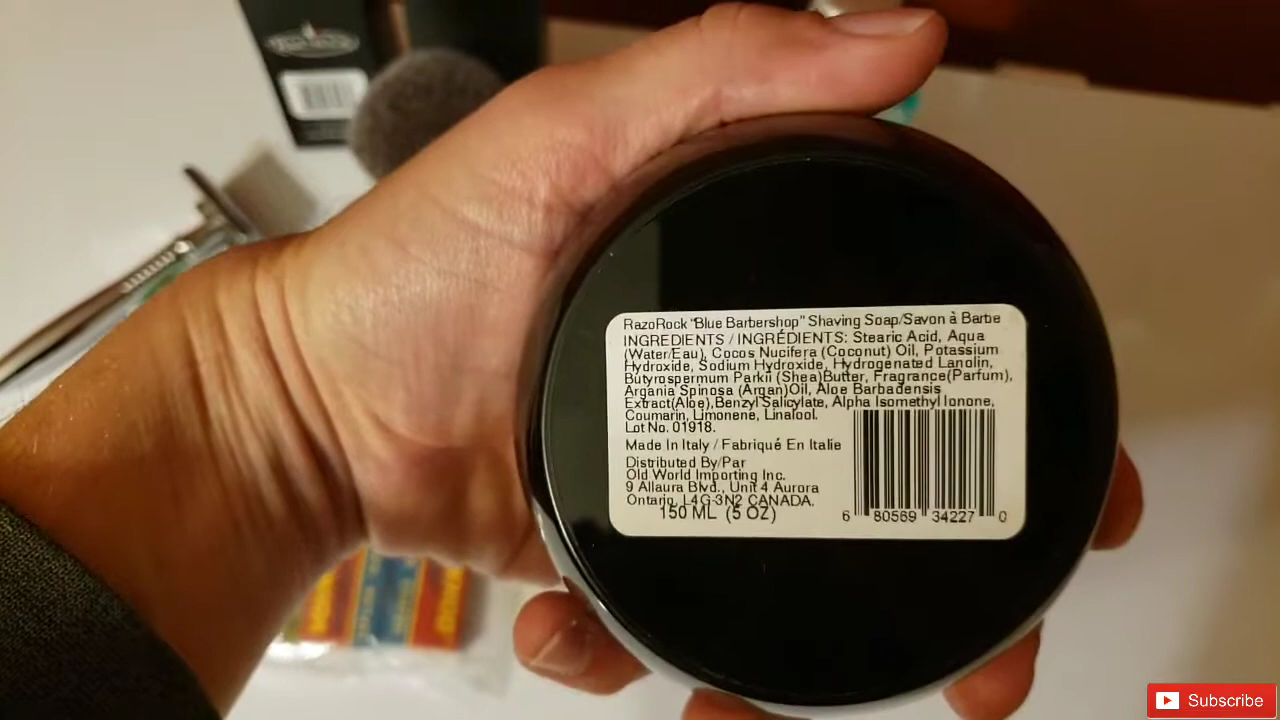 RazoRock "Blue Barbershop" Shaving Soap/Savon à Barbe
INGREDIENTS / INGRÉDIENTS: Stearic Acid, Aqua
(Water/Eau), Cocos Nucifera (Coconut) Oil, Potassium
Hydroxide, Sodium Hydroxide, Hydrogenated Lanolin,
Butyrospermum Parkii (Shea)Butter, Fragrance(Parfum),
Argania Spinosa (Argan)Oil, Aloe Barbadensis
Extract(Aloe),Benzyl Salicylate, Alpha Isomethyl Ionone,
Coumarin, Limonene, Linalool.
Lot No. 01918.
Made In Italy / Fabriqué En Italie
Distributed By/Par
Old World Importing Inc.
9 Allaura Blvd., Unit 4 Aurora
Ontario, L4G-3N2 CANADA.
150 ML (5 OZ)
6 80569 34227 0
Subscribe